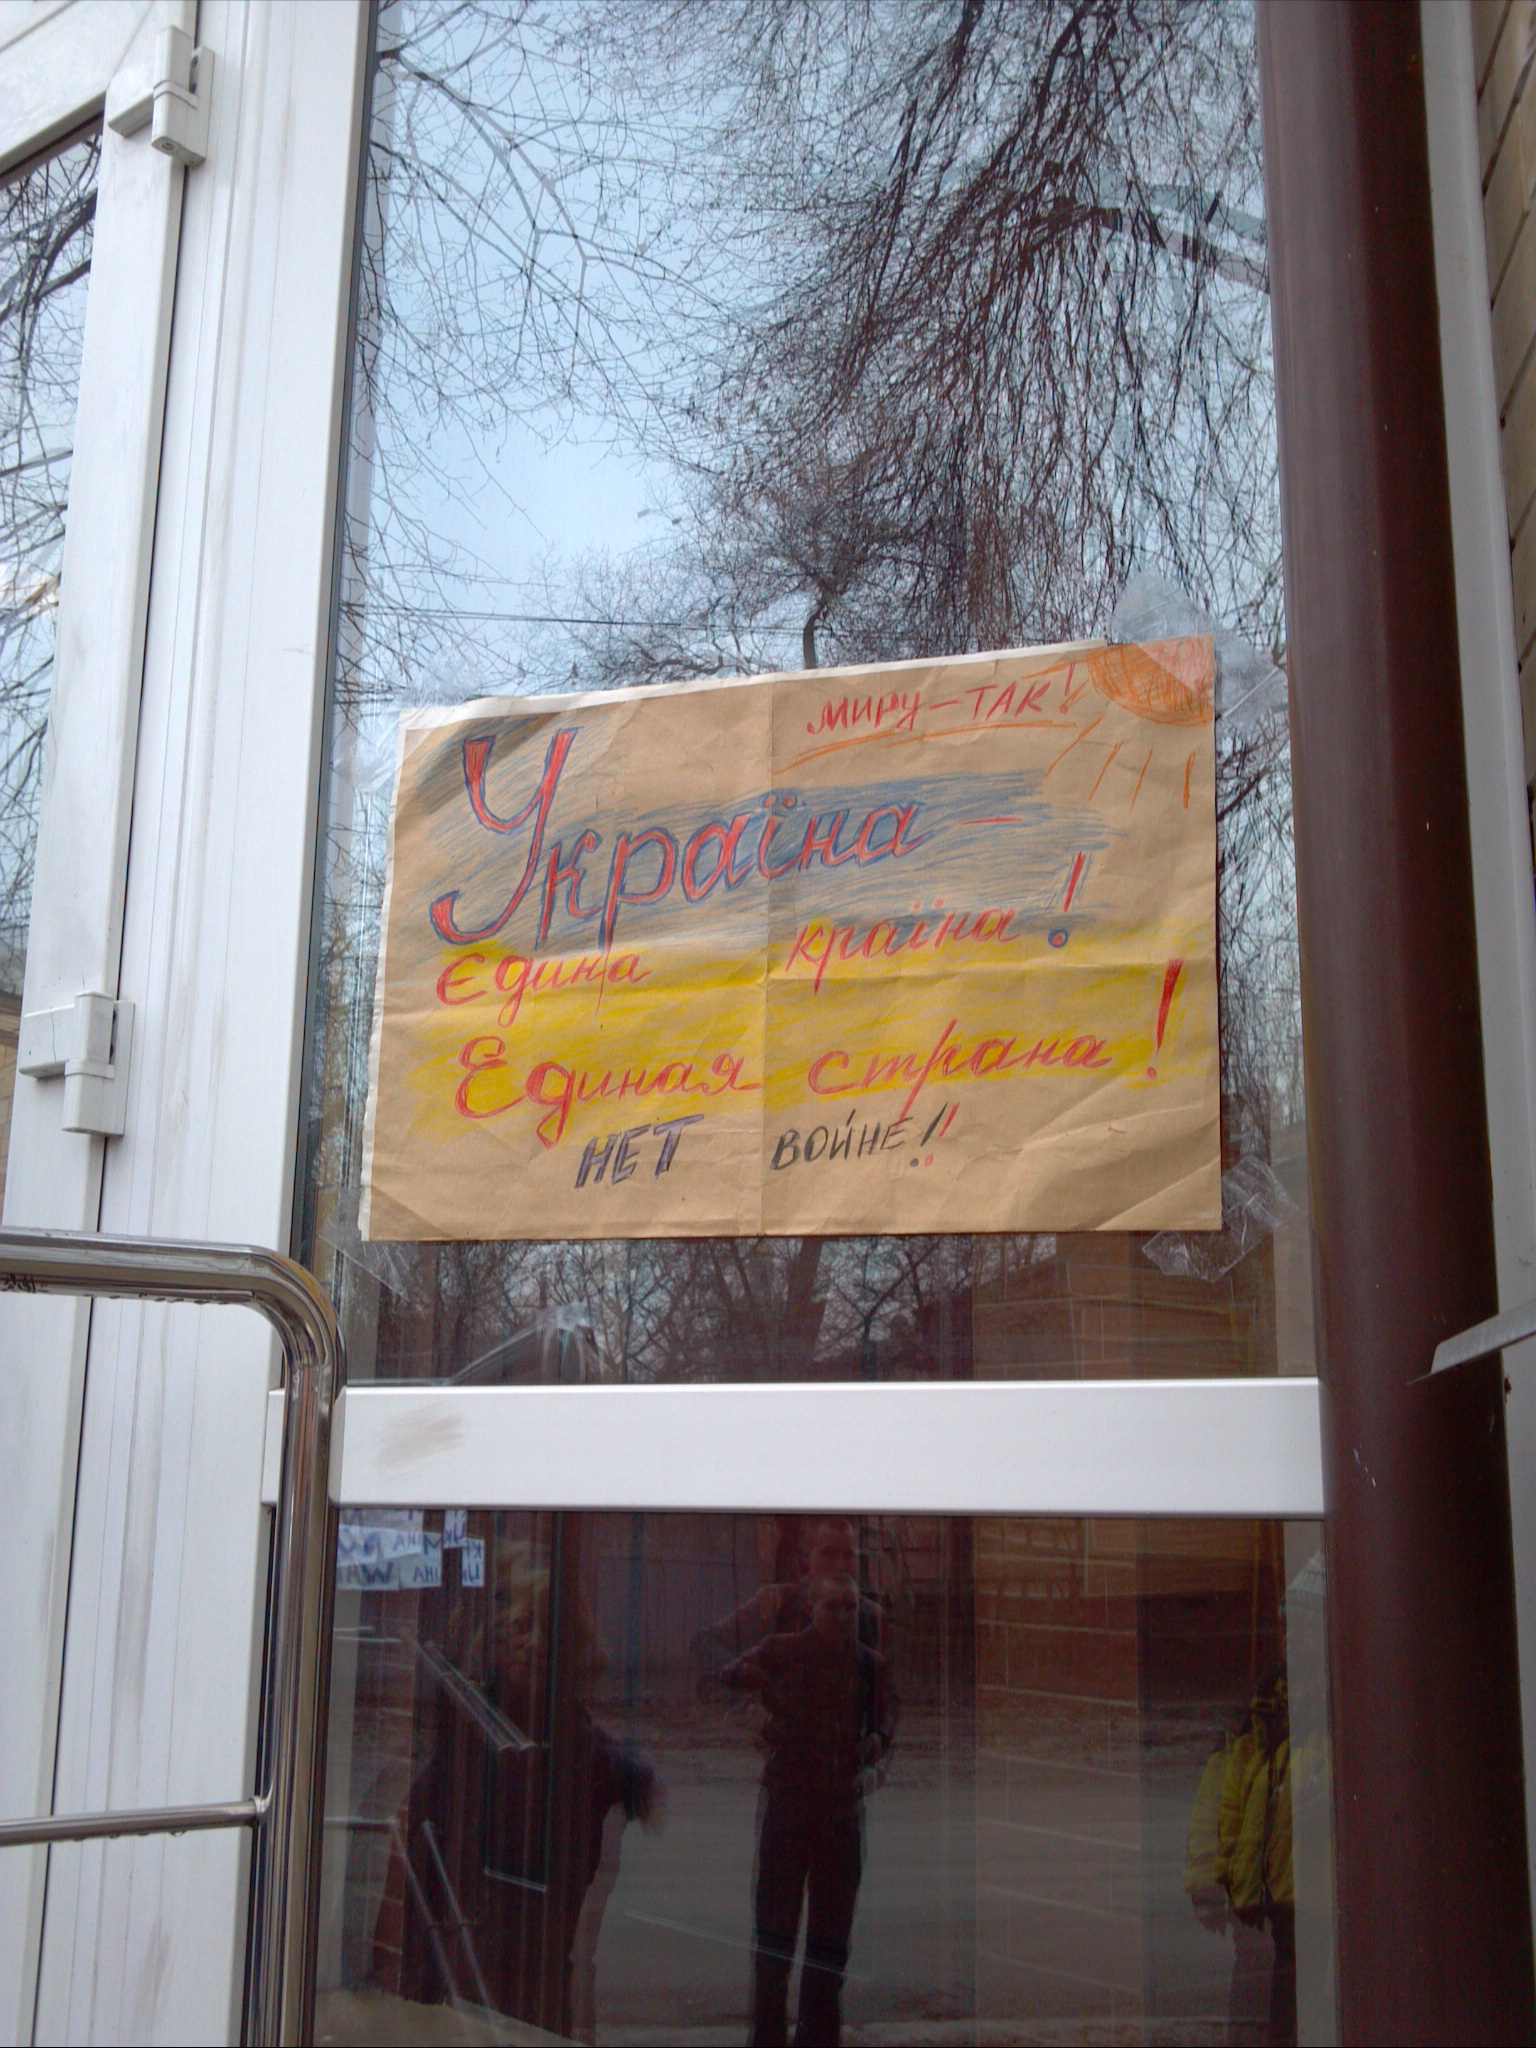 миру - ТАК!
Україна -
Єдина країна!
Единая страна!
НЕТ ВОЙНЕ!!